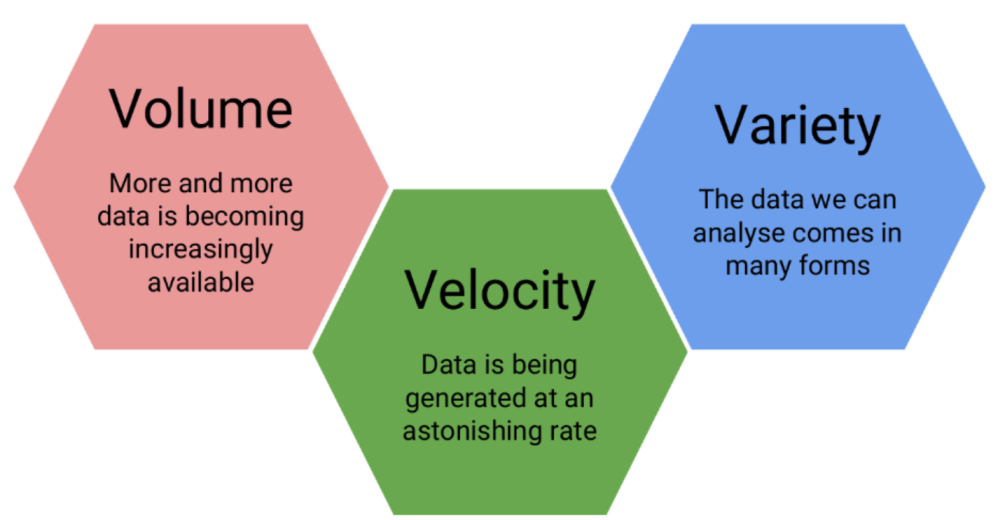 Volume
More and more
data is becoming
increasingly
available
Velocity
Data is being
generated at an
astonishing rate
Variety
The data we can
analyse comes in
many forms